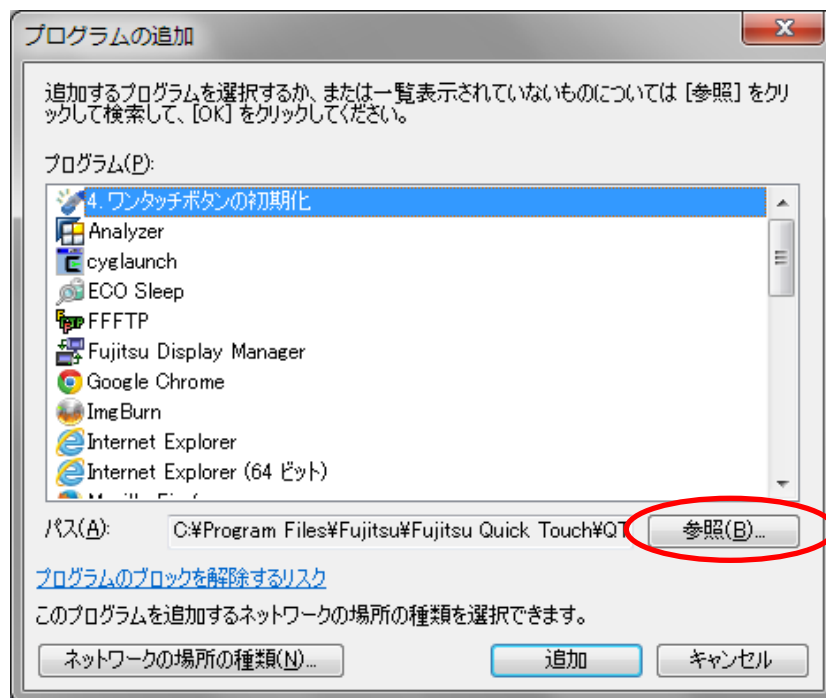 プログラムの追加
追加するプログラムを選択するか、または一覧表示されていないものについては [参照] をクリ
ックして検索して、[OK] をクリックしてください。
プログラム(P):
4. ワンタッチボタンの初期化
Analyzer
cyglaunch
ECO Sleep
FFFTP
Fujitsu Display Manager
Google Chrome
ImgBurn
Internet Explorer
Internet Explorer (64 ビット)
パス(A): C:¥Program Files¥Fujitsu¥Fujitsu Quick Touch¥QT 参照(B)...
プログラムのブロックを解除するリスク
このプログラムを追加するネットワークの場所の種類を選択できます。
ネットワークの場所の種類(N)... 追加 キャンセル